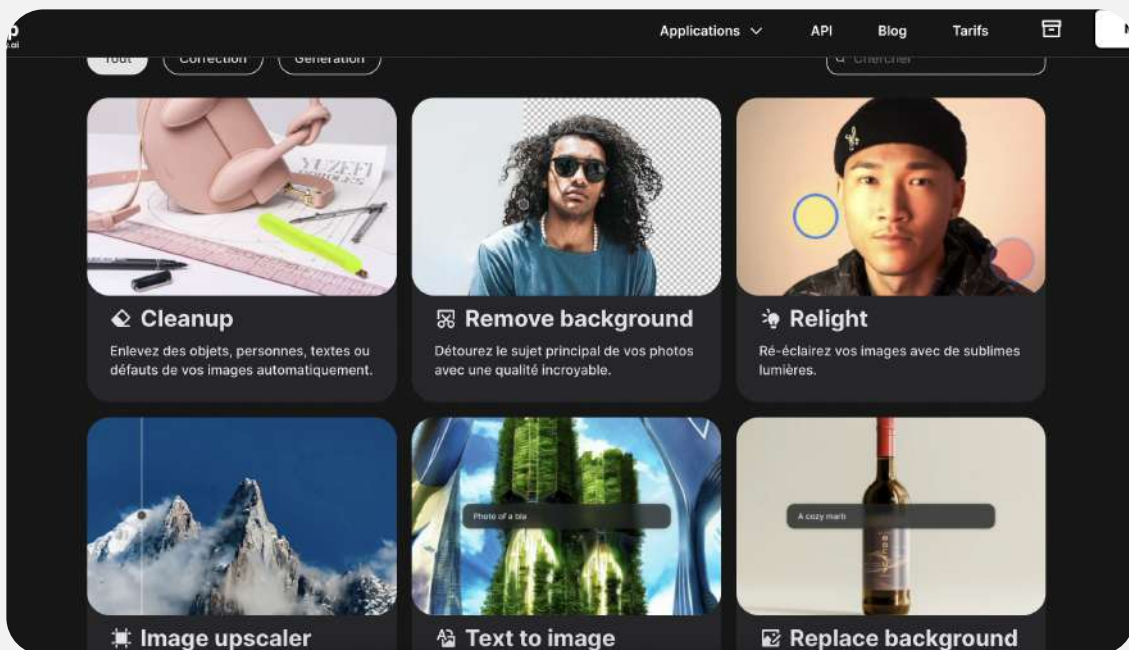 Applications
API
Blog
Tarifs
Tout
Correction
Génération
Chercher
YUZEFI
Cleanup
Enlevez des objets, personnes, textes ou
défauts de vos images automatiquement.
Remove background
Détourez le sujet principal de vos photos
avec une qualité incroyable.
Relight
Ré-éclairez vos images avec de sublimes
lumières.
Photo of a bla
A cozy marb
Image upscaler
Text to image
Replace background